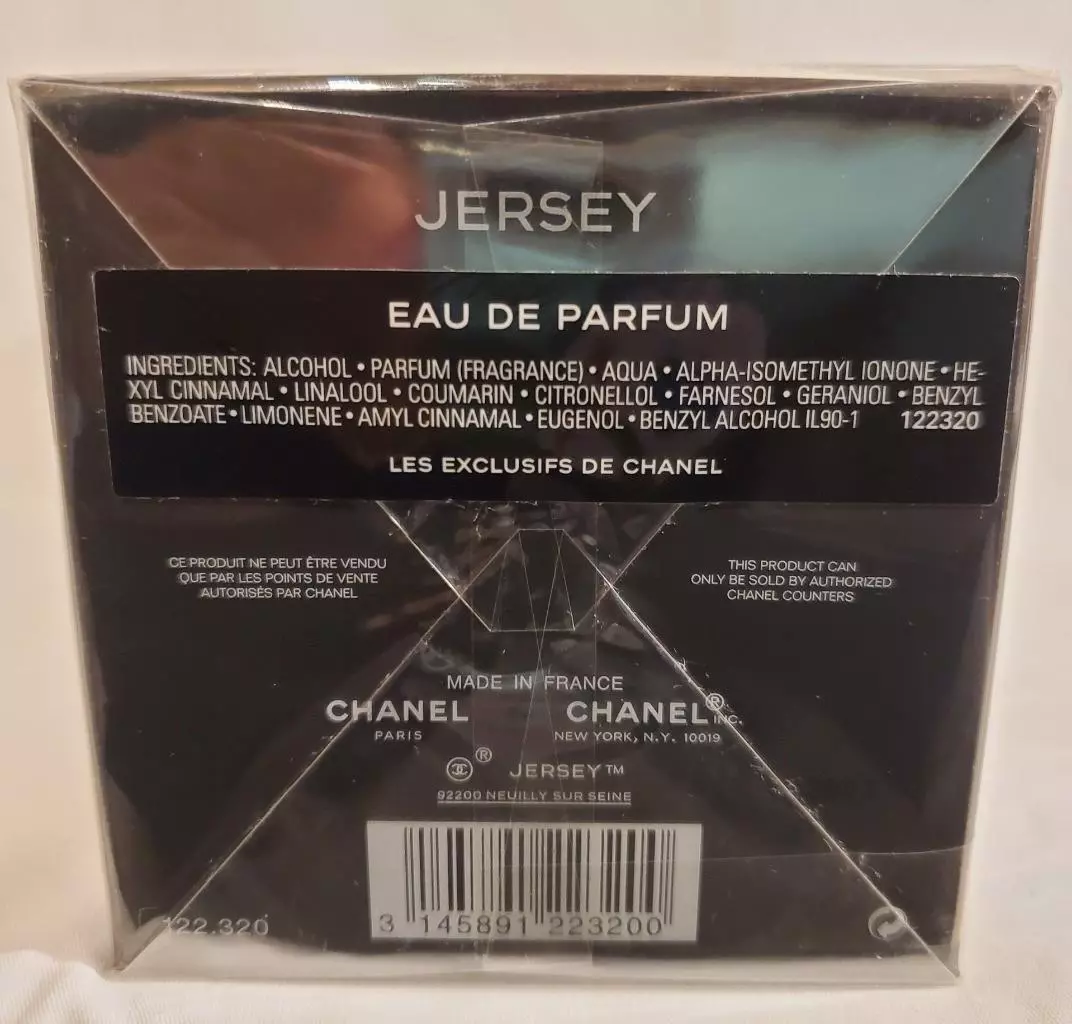 JERSEY
EAU DE PARFUM
INGREDIENTS: ALCOHOL • PARFUM (FRAGRANCE) • AQUA • ALPHA-ISOMETHYL IONONE • HE-
XYL CINNAMAL • LINALOOL • COUMARIN • CITRONELLOL • FARNESOL • GERANIOL • BENZYL
BENZOATE • LIMONENE • AMYL CINNAMAL • EUGENOL • BENZYL ALCOHOL IL90-1 122320
LES EXCLUSIFS DE CHANEL
CE PRODUIT NE PEUT ÊTRE VENDU
QUE PAR LES POINTS DE VENTE
AUTORISÉS PAR CHANEL
THIS PRODUCT CAN
ONLY BE SOLD BY AUTHORIZED
CHANEL COUNTERS
MADE IN FRANCE
CHANEL
PARIS
CHANEL® INC.
NEW YORK, N.Y. 10019
® JERSEY™
92200 NEUILLY SUR SEINE
122.320
3 145891 223200